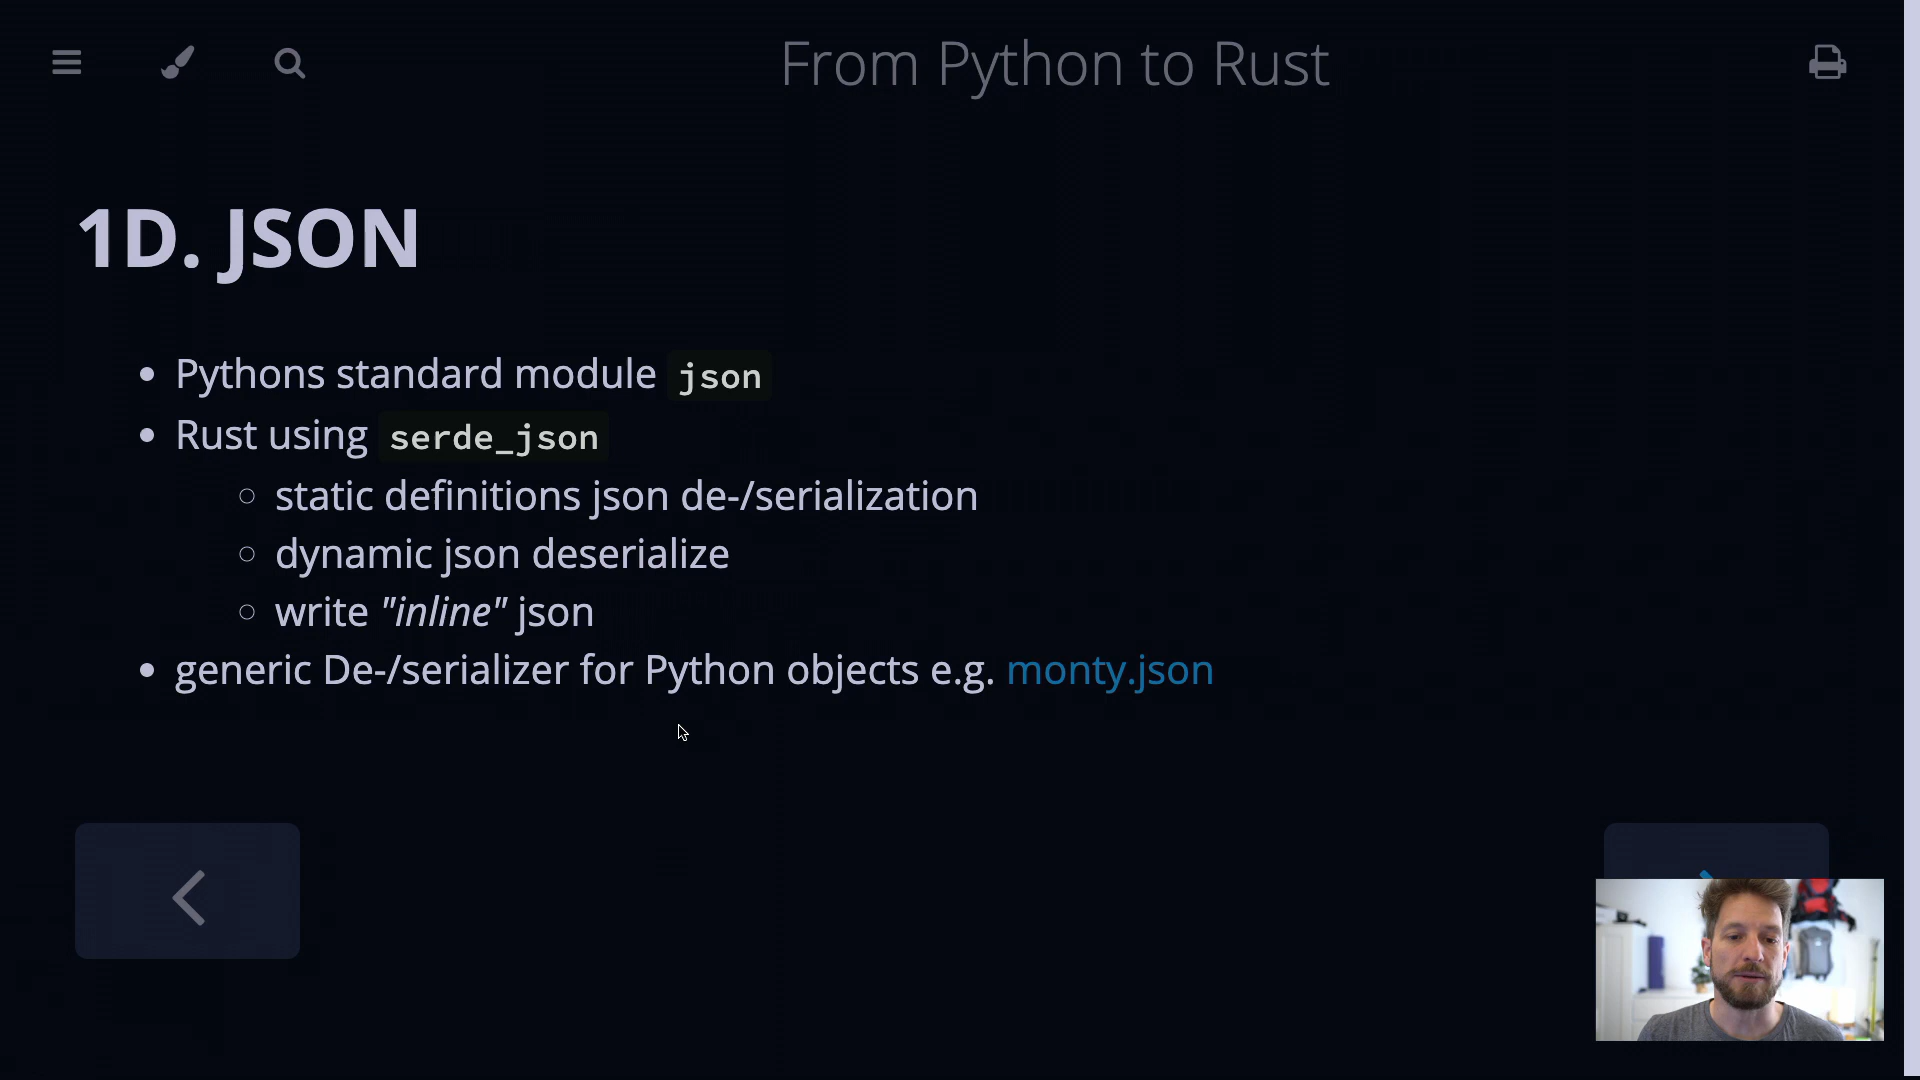 From Python to Rust
1D. JSON
Pythons standard module json
Rust using serde_json
static definitions json de-/serialization
dynamic json deserialize
write "inline" json
generic De-/serializer for Python objects e.g. monty.json